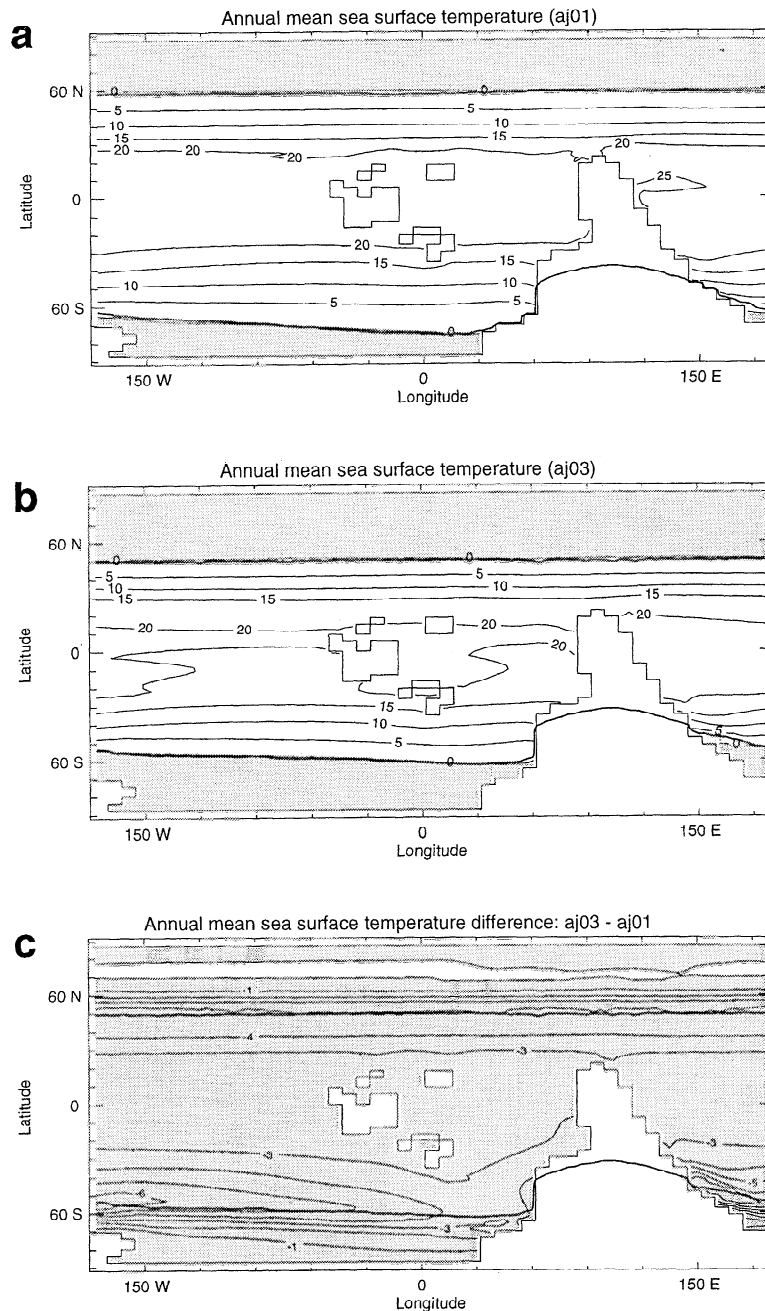 a
Annual mean sea surface temperature (aj01)
0 0
60 N
5 5
10 10
15 15
20 20 20 20
25
Latitude
0
20
15 15
10 10
5 5
60 S
0
150 W 0 150 E
Longitude
b
Annual mean sea surface temperature (aj03)
60 N
0 0
5 5
10 10
15 15 15
20 20 20 20
20
Latitude
0
15
10
5 5
0
60 S
0
150 W 0 150 E
Longitude
c
Annual mean sea surface temperature difference: aj03 - aj01
-1
60 N
-4
-3
Latitude
0
-3
-3
-6 -5
60 S
-3
-1
150 W 0 150 E
Longitude